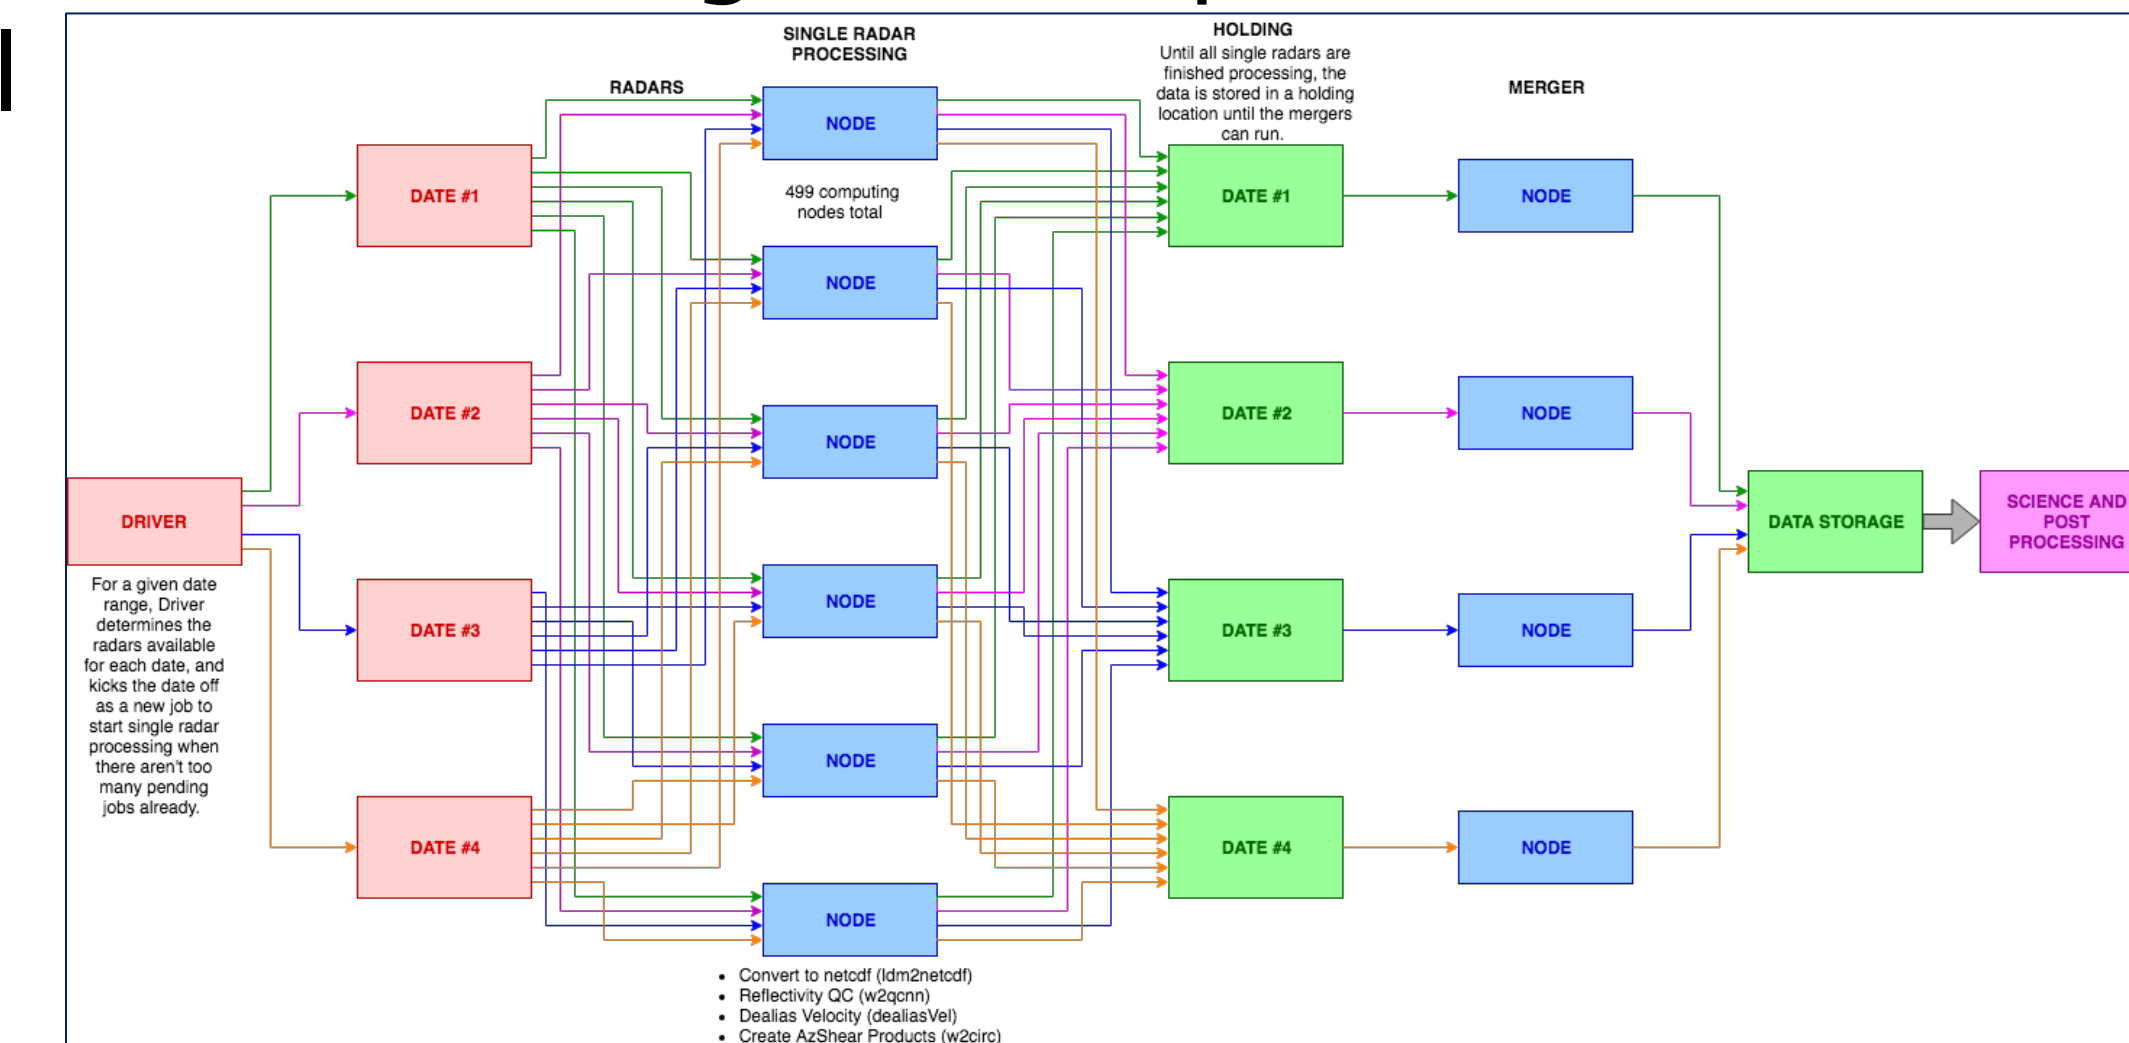 SINGLE RADAR
PROCESSING
HOLDING
Until all single radars are
finished processing, the
data is stored in a holding
location until the mergers
can run.
RADARS
MERGER
NODE
499 computing
nodes total
DATE #1
DATE #1
NODE
NODE
DATE #2
DATE #2
NODE
NODE
DRIVER
For a given date
range, Driver
determines the
radars available
for each date, and
kicks the date off
as a new job to
start single radar
processing when
there aren't too
many pending
jobs already.
DATA STORAGE
SCIENCE AND
POST
PROCESSING
NODE
DATE #3
DATE #3
NODE
NODE
DATE #4
DATE #4
NODE
NODE
• Convert to netcdf (ldm2netcdf)
• Reflectivity QC (w2qcnn)
• Dealias Velocity (dealiasVel)
• Create AzShear Products (w2circ)